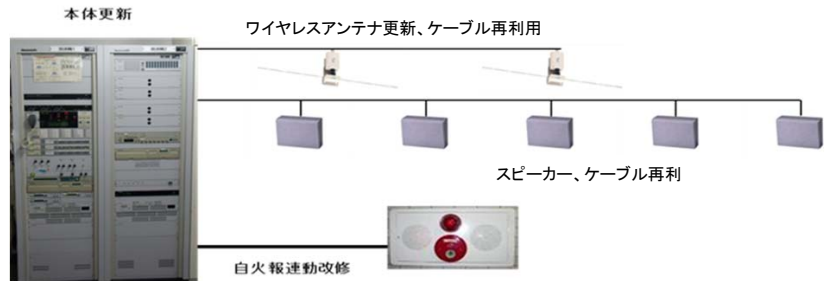 本体更新
ワイヤレスアンテナ更新、ケーブル再利用
スピーカー、ケーブル再利
自火報連動改修